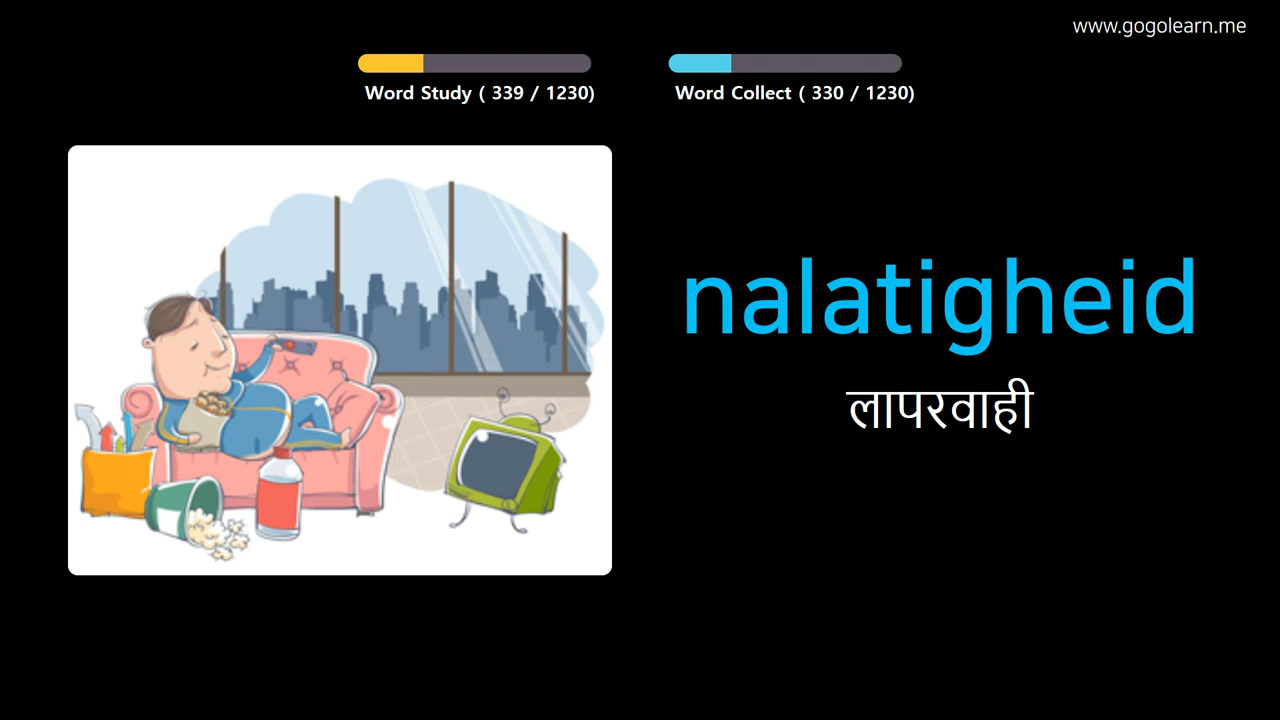 www.gogolearn.me
Word Study ( 339 / 1230)
Word Collect ( 330 / 1230)
nalatigheid
लापरवाही